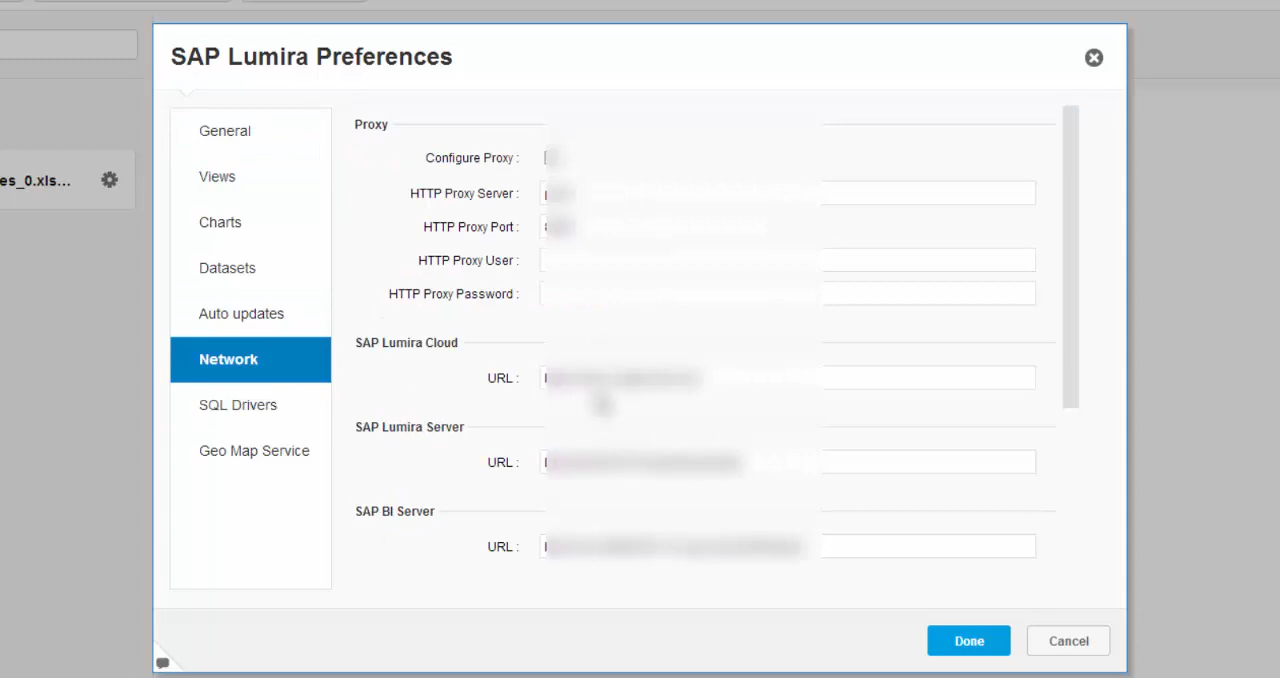 SAP Lumira Preferences
General
Views
es_0.xls...
Charts
Datasets
Auto updates
Network
SQL Drivers
Geo Map Service
Proxy
Configure Proxy :
HTTP Proxy Server :
HTTP Proxy Port :
HTTP Proxy User :
HTTP Proxy Password :
SAP Lumira Cloud
URL :
SAP Lumira Server
URL :
SAP BI Server
URL :
Done
Cancel